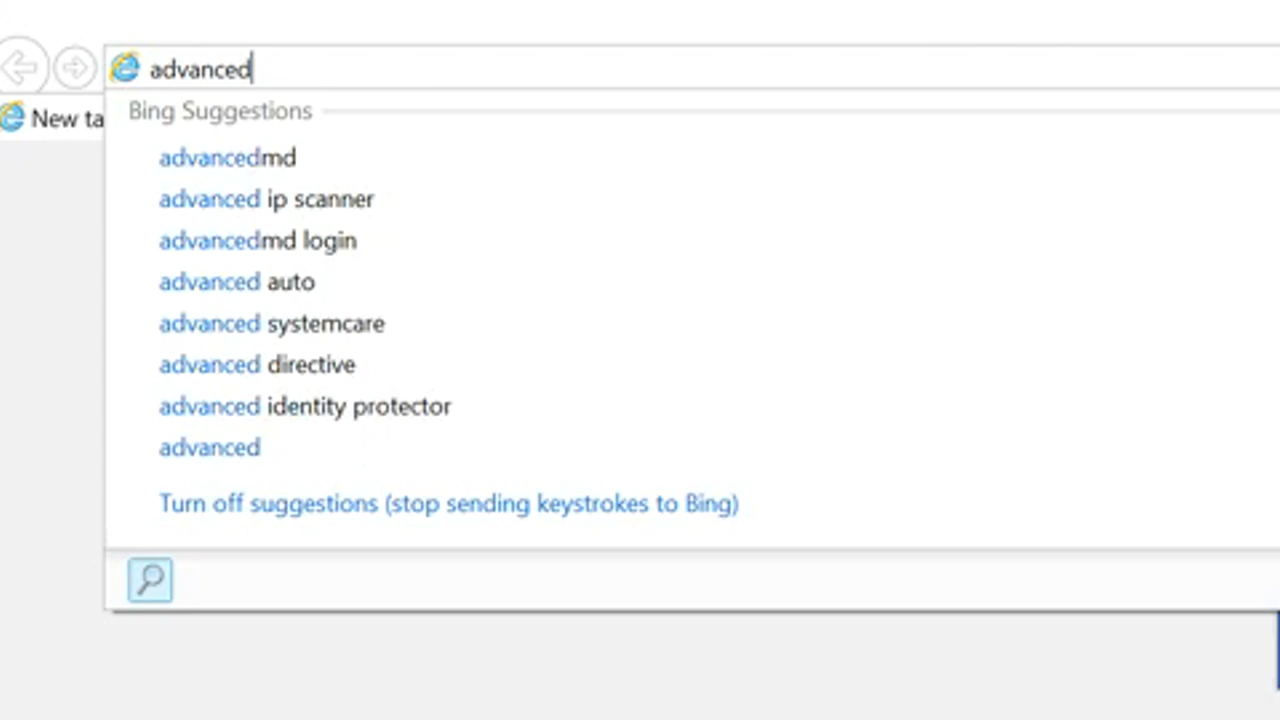 advanced
New ta
Bing Suggestions
advancedmd
advanced ip scanner
advancedmd login
advanced auto
advanced systemcare
advanced directive
advanced identity protector
advanced
Turn off suggestions (stop sending keystrokes to Bing)